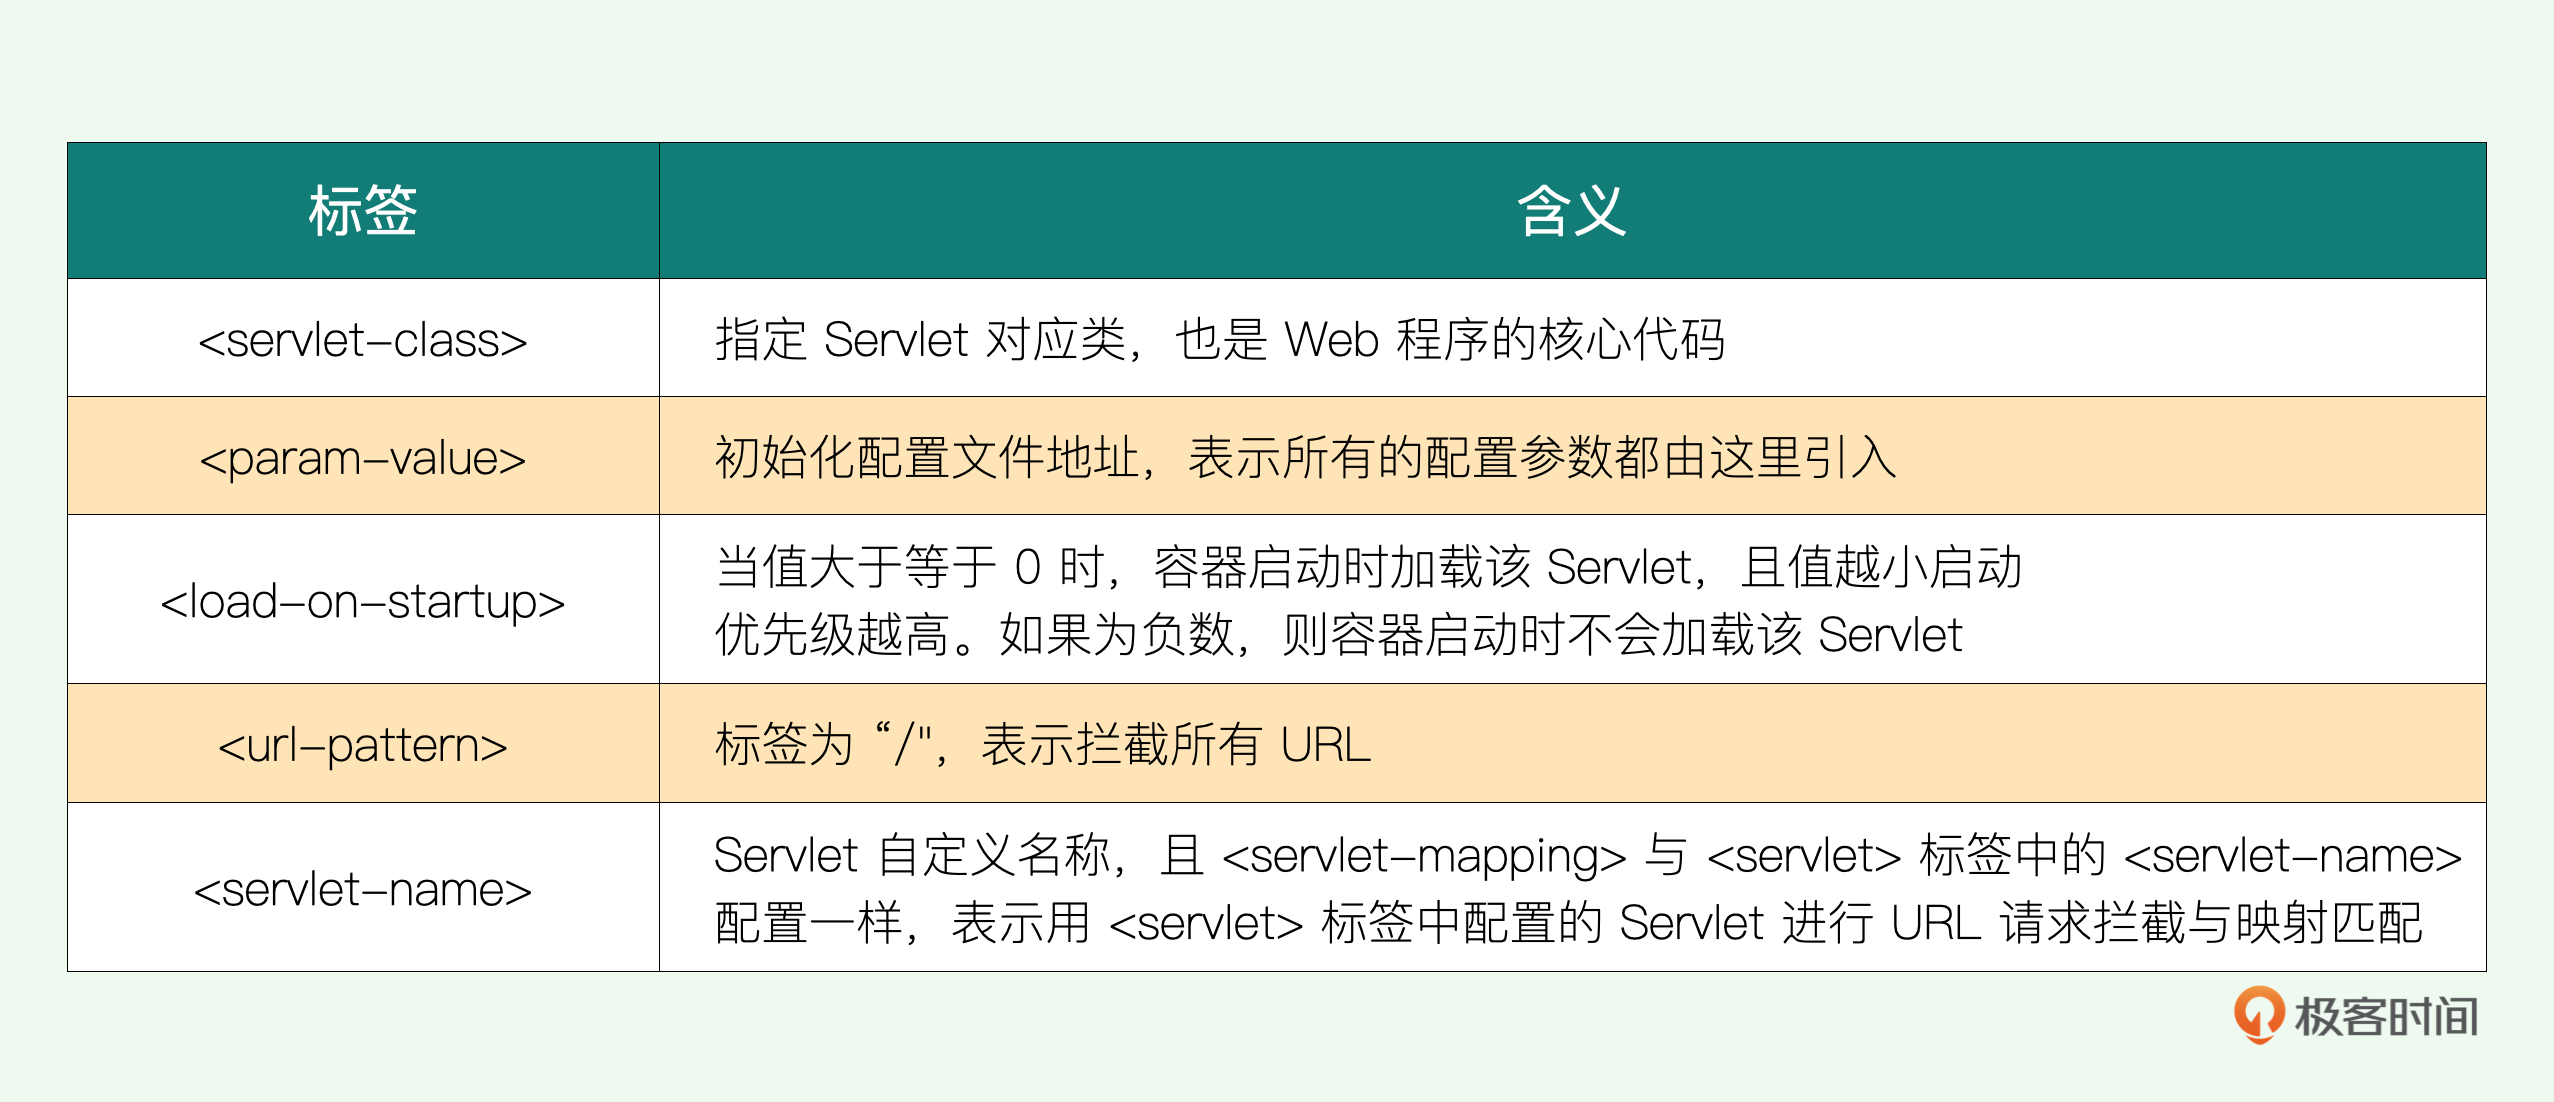 标签
含义
<servlet-class>
指定 Servlet 对应类，也是 Web 程序的核心代码
<param-value>
初始化配置文件地址，表示所有的配置参数都由这里引入
<load-on-startup>
当值大于等于 0 时，容器启动时加载该 Servlet，且值越小启动
优先级越高。如果为负数，则容器启动时不会加载该 Servlet
<url-pattern>
标签为 “/"，表示拦截所有 URL
<servlet-name>
Servlet 自定义名称，且 <servlet-mapping> 与 <servlet> 标签中的 <servlet-name>
配置一样，表示用 <servlet> 标签中配置的 Servlet 进行 URL 请求拦截与映射匹配
极客时间